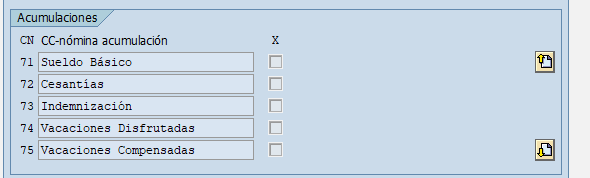 Acumulaciones
CN CC-nómina acumulación X
71 Sueldo Básico
72 Cesantías
73 Indemnización
74 Vacaciones Disfrutadas
75 Vacaciones Compensadas